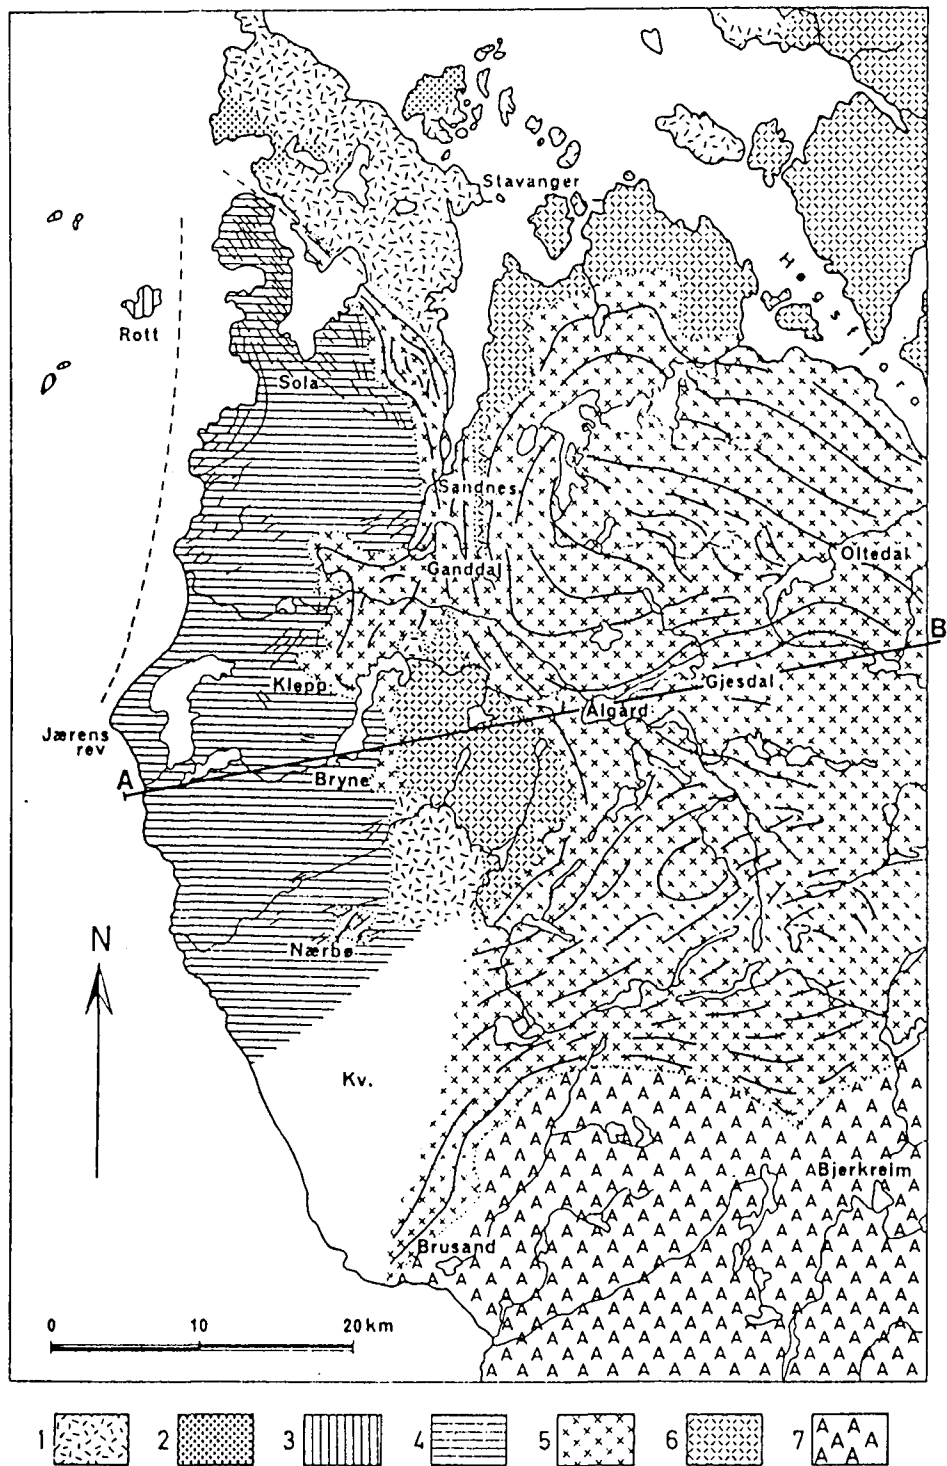 Stavanger
Høgsfjord
Rott
Sola
Sandnes
Ganddal
Oltedal
B
Klepp
Gjesdal
Ålgård
Jærens
rev
A
Bryne
N
Nærbø
Kv.
Bjerkreim
Brusand
0 10 20 km
1 2 3 4 5 6 7